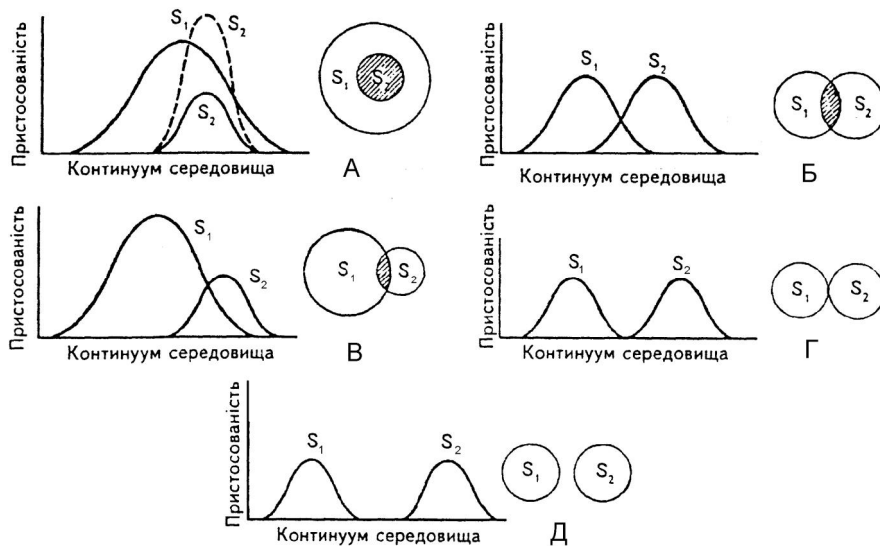 Пристосованість
S₁
S₂
S₂
Континуум середовища
S₁
S₂
А
Пристосованість
S₁
S₂
Континуум середовища
S₁
S₂
Б
Пристосованість
S₁
S₂
Континуум середовища
S₁
S₂
В
Пристосованість
S₁
S₂
Континуум середовища
S₁
S₂
Г
Пристосованість
S₁
S₂
Континуум середовища
S₁
S₂
Д